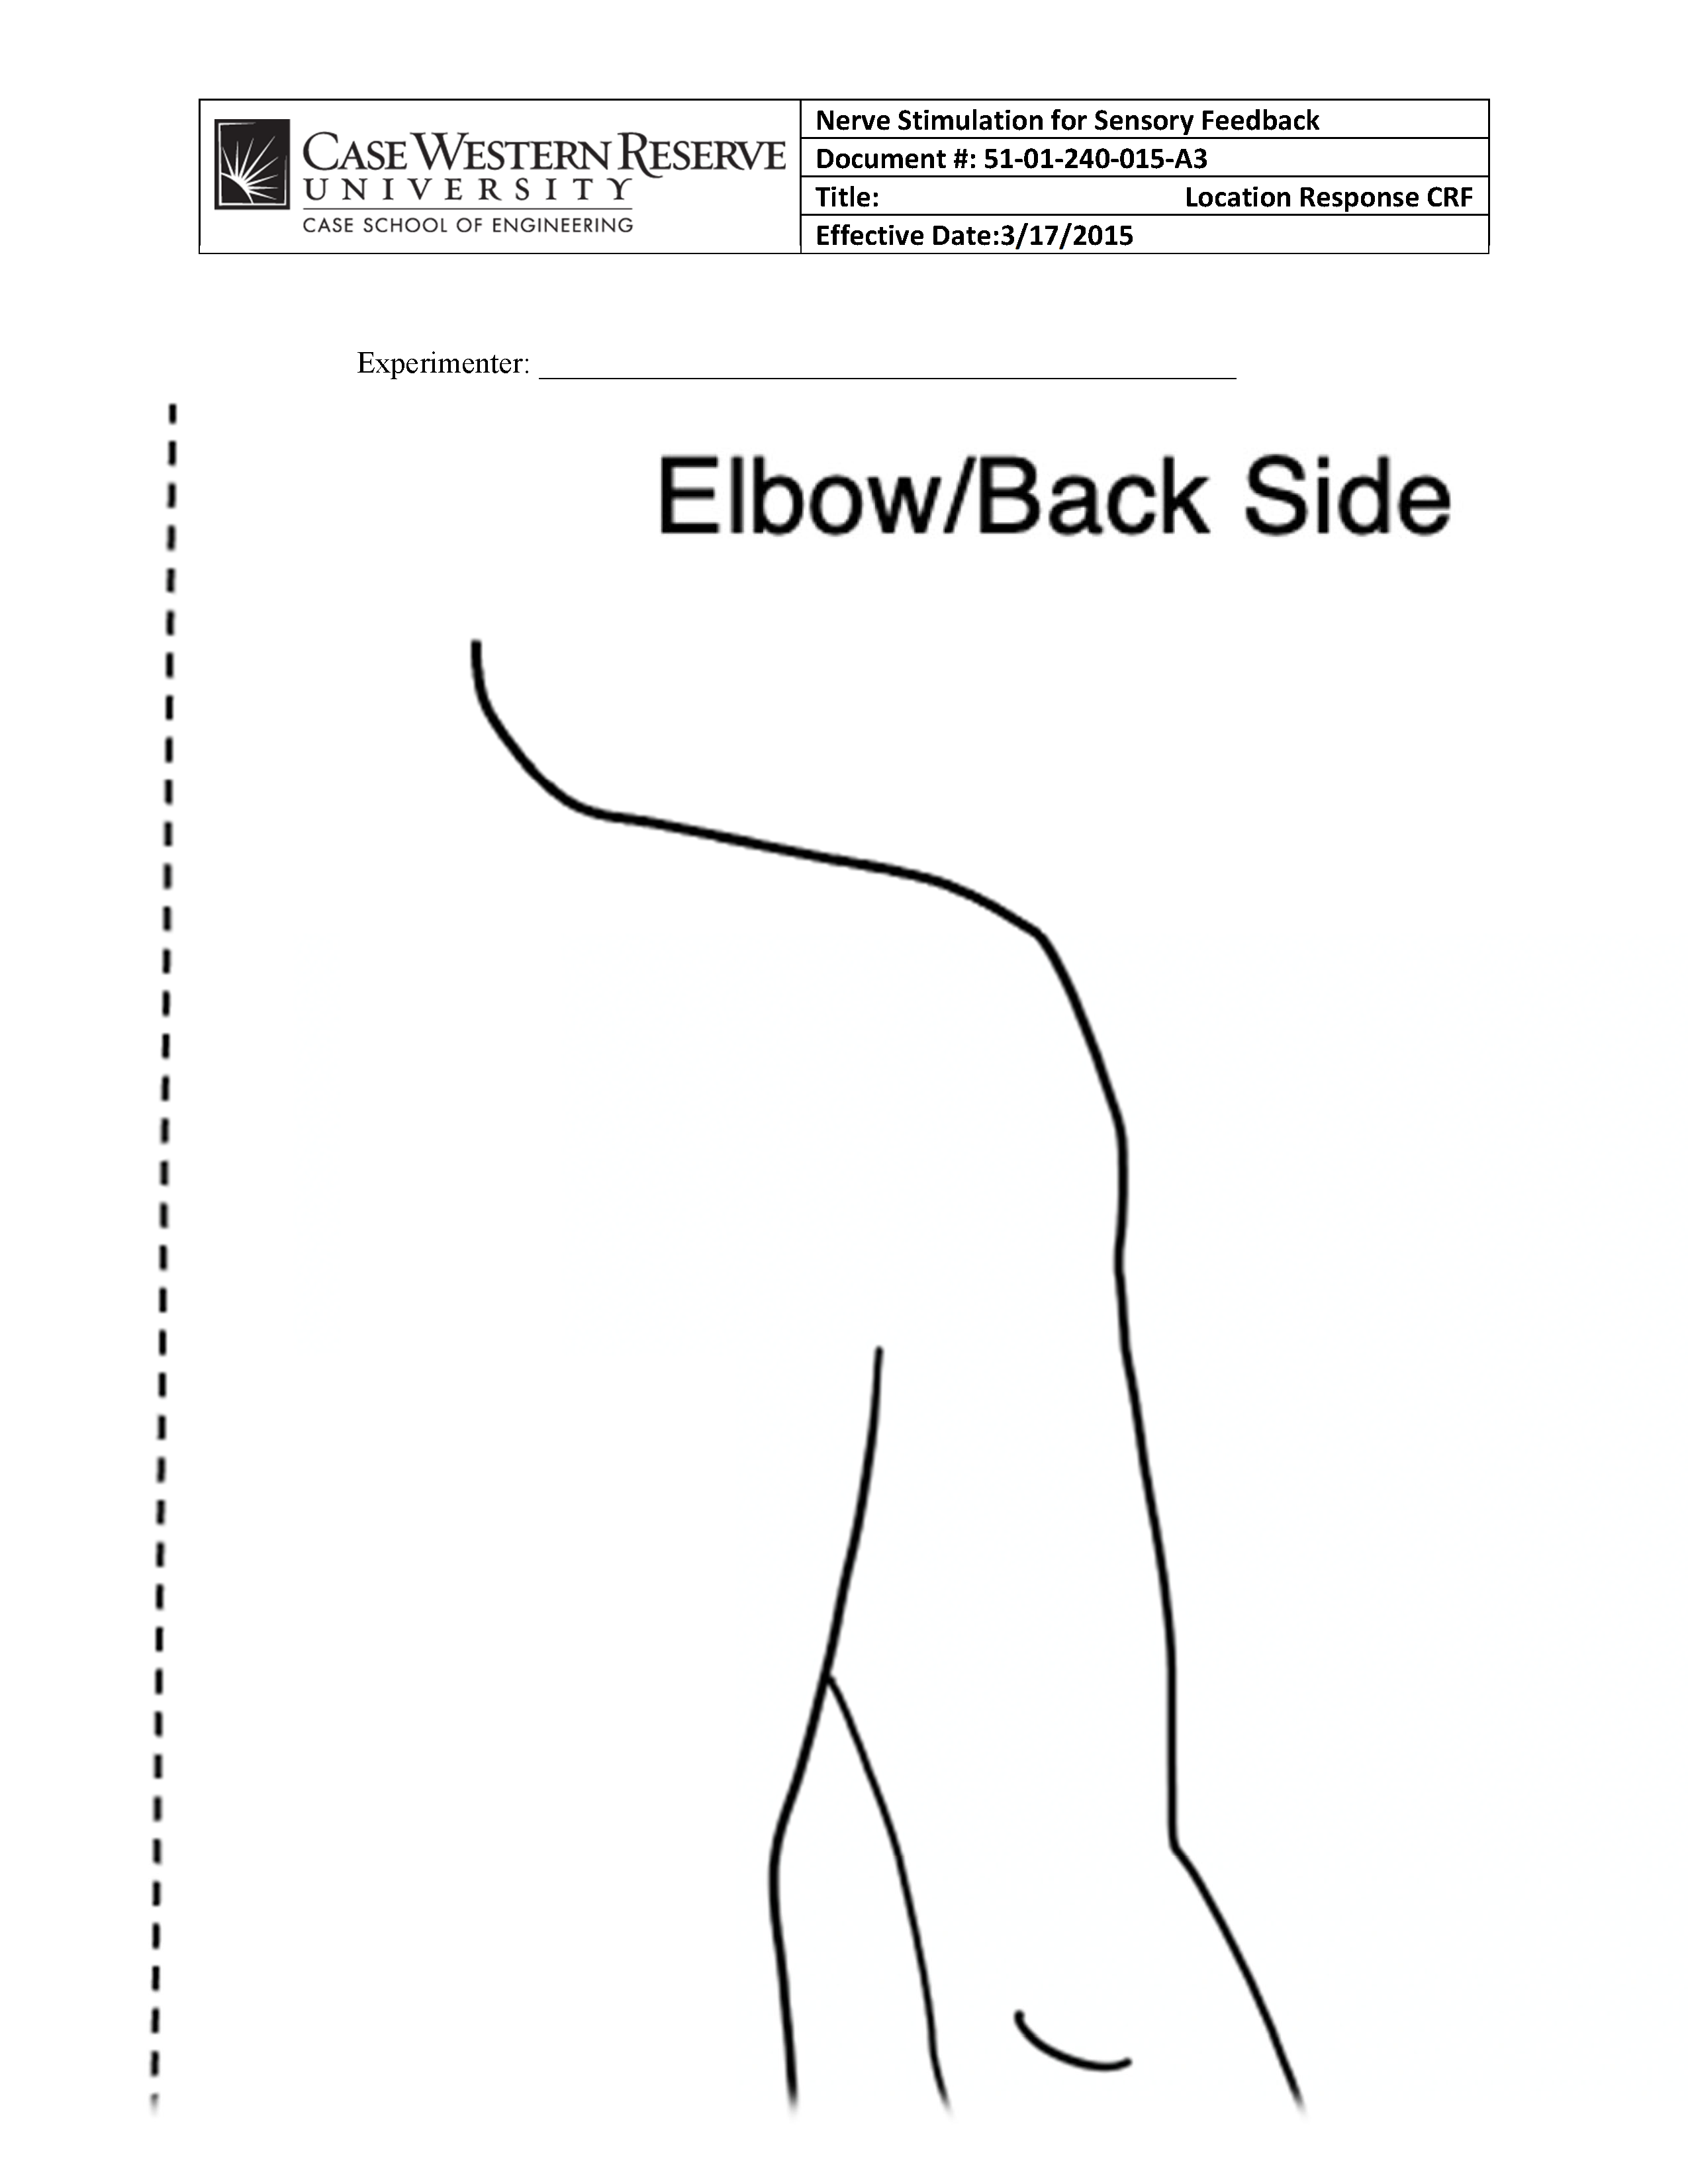 CASE WESTERN RESERVE
UNIVERSITY
CASE SCHOOL OF ENGINEERING
Nerve Stimulation for Sensory Feedback
Document #: 51-01-240-015-A3
Title: Location Response CRF
Effective Date:3/17/2015
Experimenter:
Elbow/Back Side